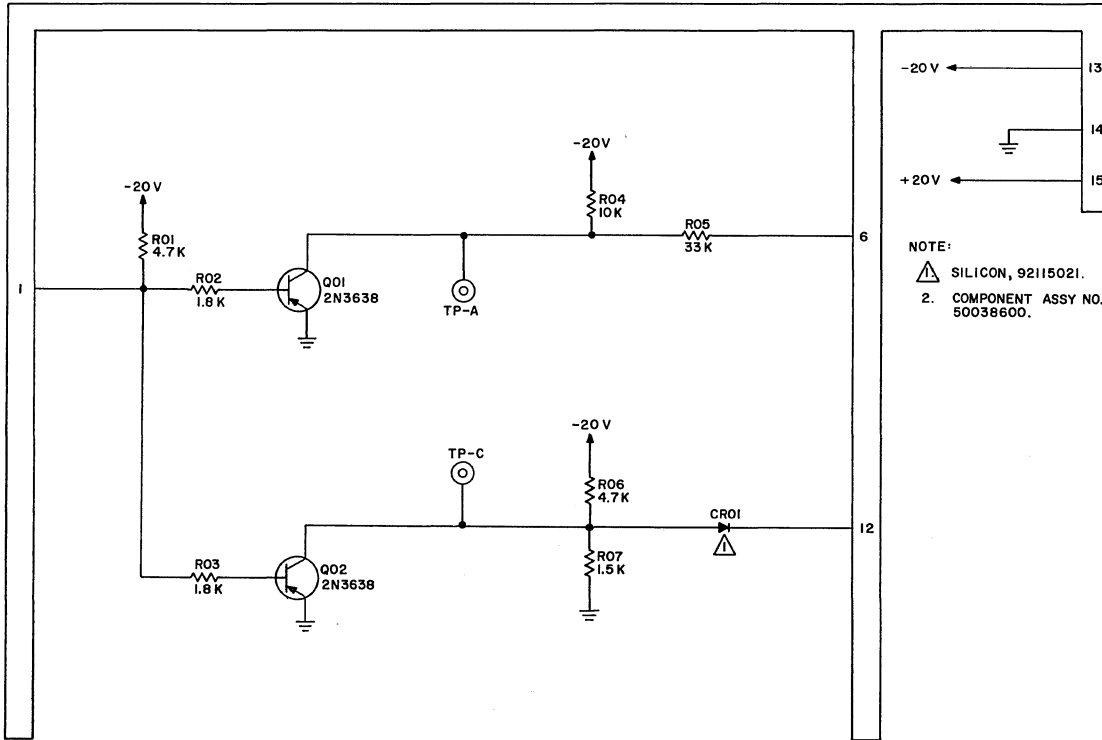 -20V
13
14
+20V
15
NOTE:
1. SILICON, 92115021.
2. COMPONENT ASSY NO.
50038600.
-20V
R04
10K
-20V
R01
4.7K
R05
33K
6
1
R02
1.8K
Q01
2N3638
TP-A
-20V
TP-C
R06
4.7K
CR01
1
12
R07
1.5K
R03
1.8K
Q02
2N3638